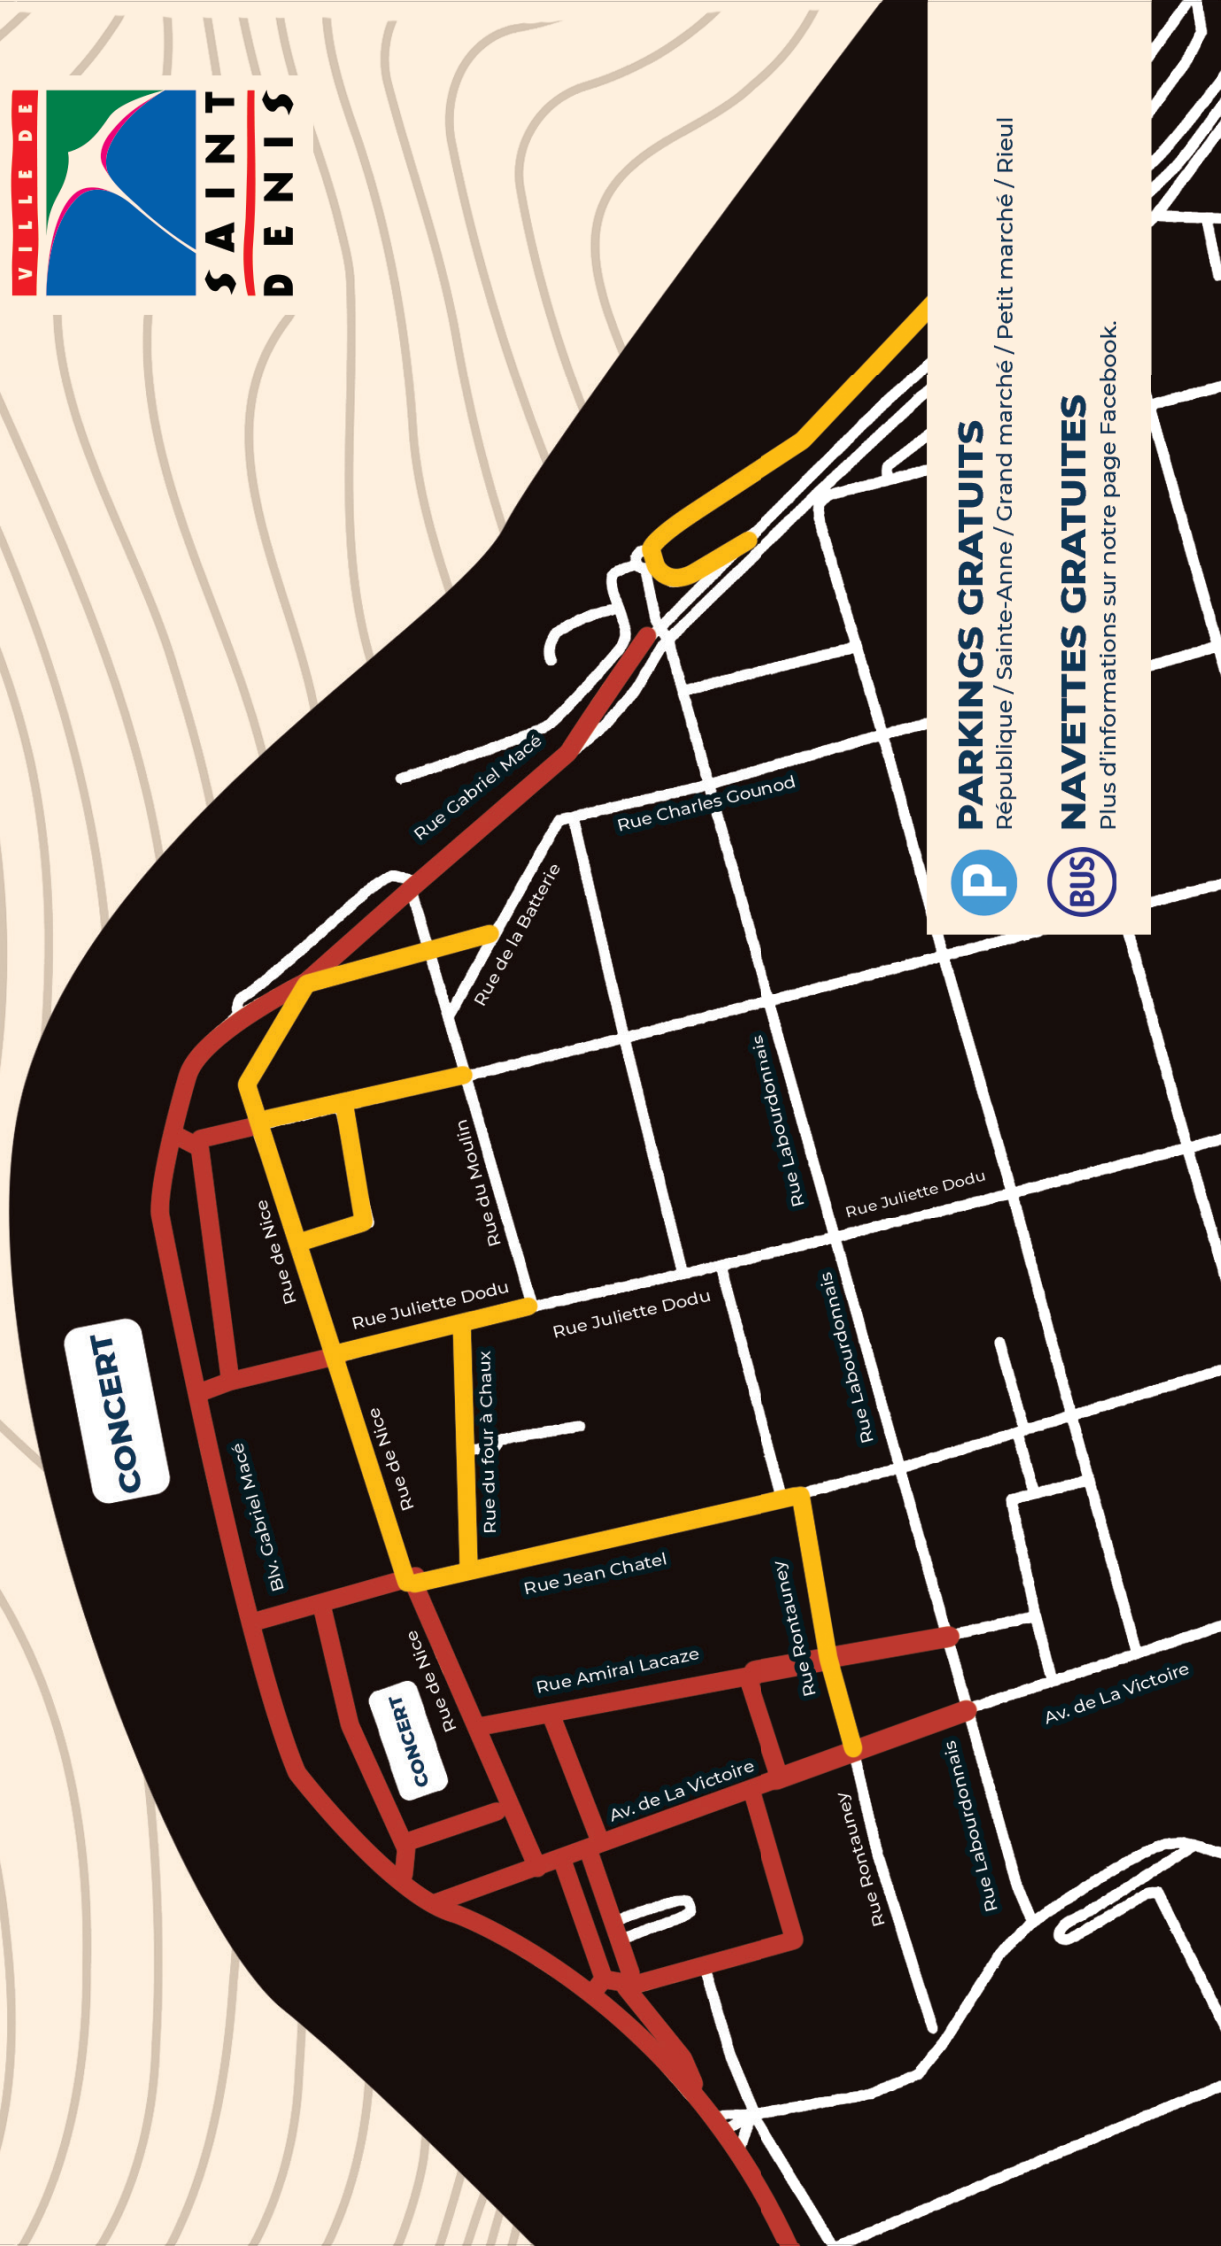 VILLE DE
SAINT
DENIS
PARKINGS GRATUITS
République / Sainte-Anne / Grand marché / Petit marché / Rieul
NAVETTES GRATUITES
Plus d'informations sur notre page Facebook.
P
BUS
Rue Gabriel Macé
Rue Charles Gounod
Rue de la Batterie
Rue Labourdonnais
Rue du Moulin
Rue Juliette Dodu
Rue de Nice
Rue Juliette Dodu
Rue Juliette Dodu
CONCERT
Rue Labourdonnais
Rue du four à Chaux
Rue de Nice
Blv. Gabriel Macé
Rue Jean Chatel
Rue Rontauney
Rue Amiral Lacaze
Rue de Nice
CONCERT
Av. de La Victoire
Av. de La Victoire
Rue Labourdonnais
Rue Rontauney